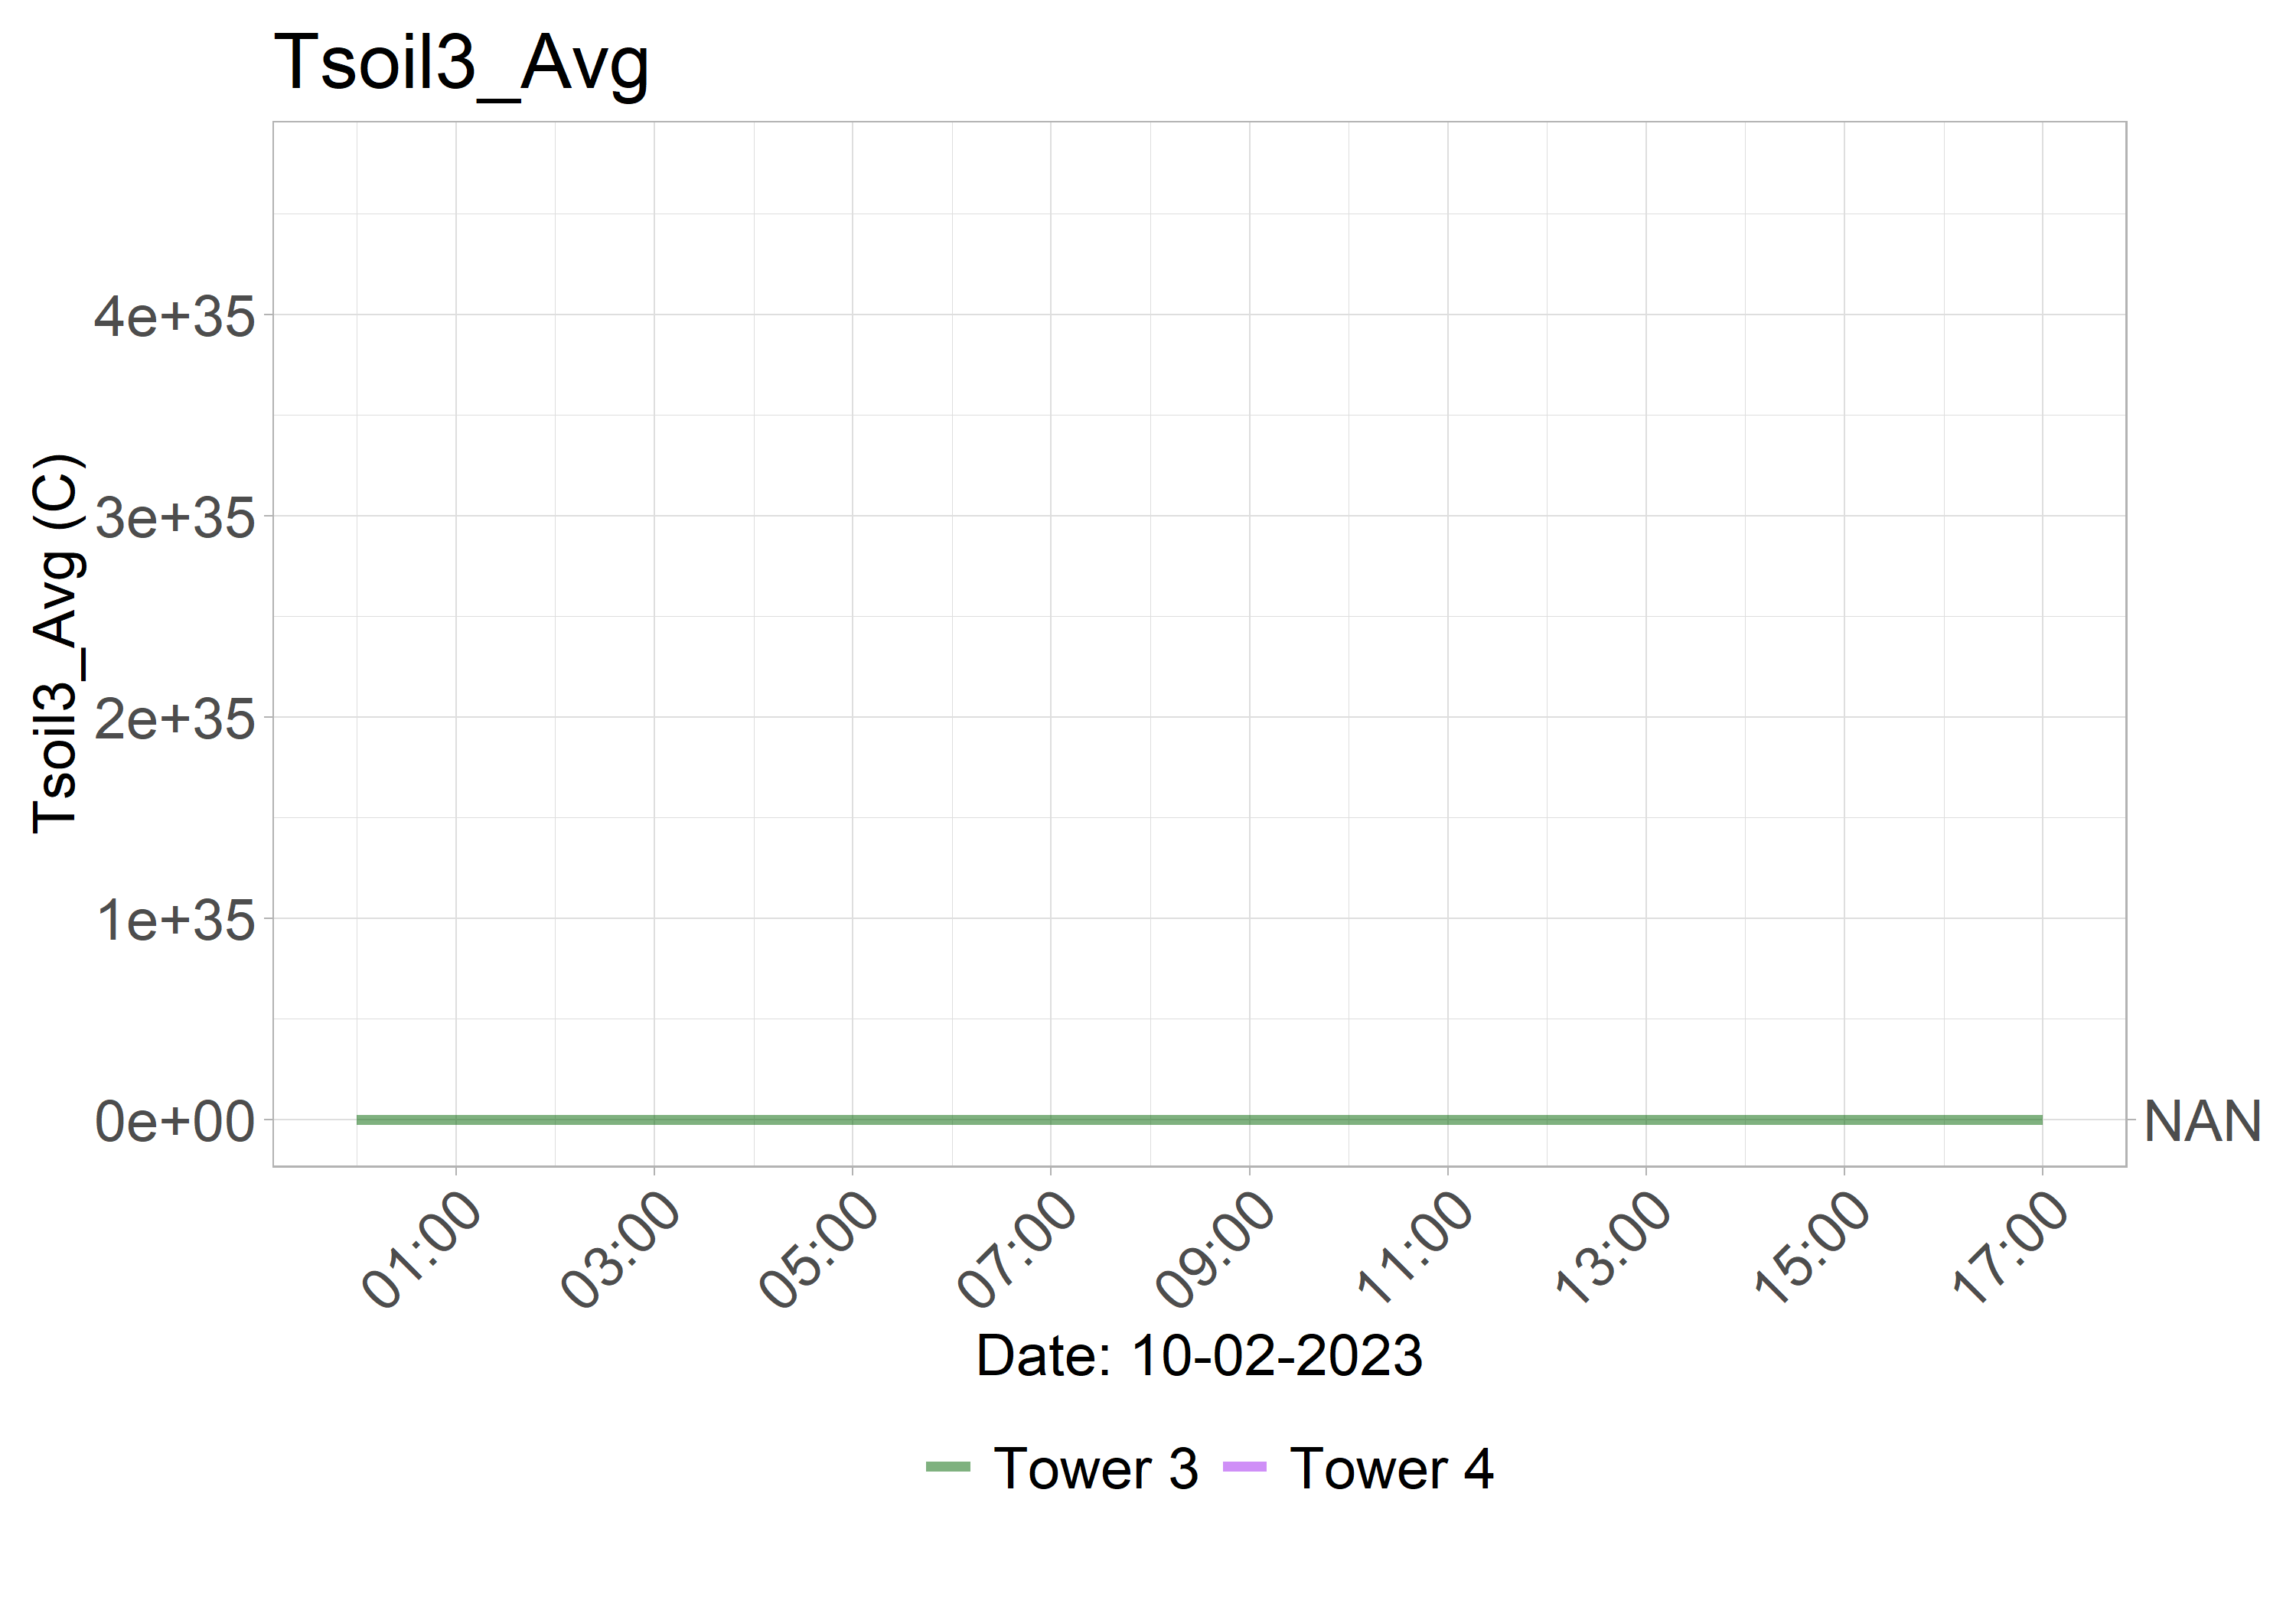 Tsoil3_Avg
Tsoil3_Avg (C)
4e+35
3e+35
2e+35
1e+35
0e+00
NAN
01:00
03:00
05:00
07:00
09:00
11:00
13:00
15:00
17:00
Date: 10-02-2023
Tower 3
Tower 4